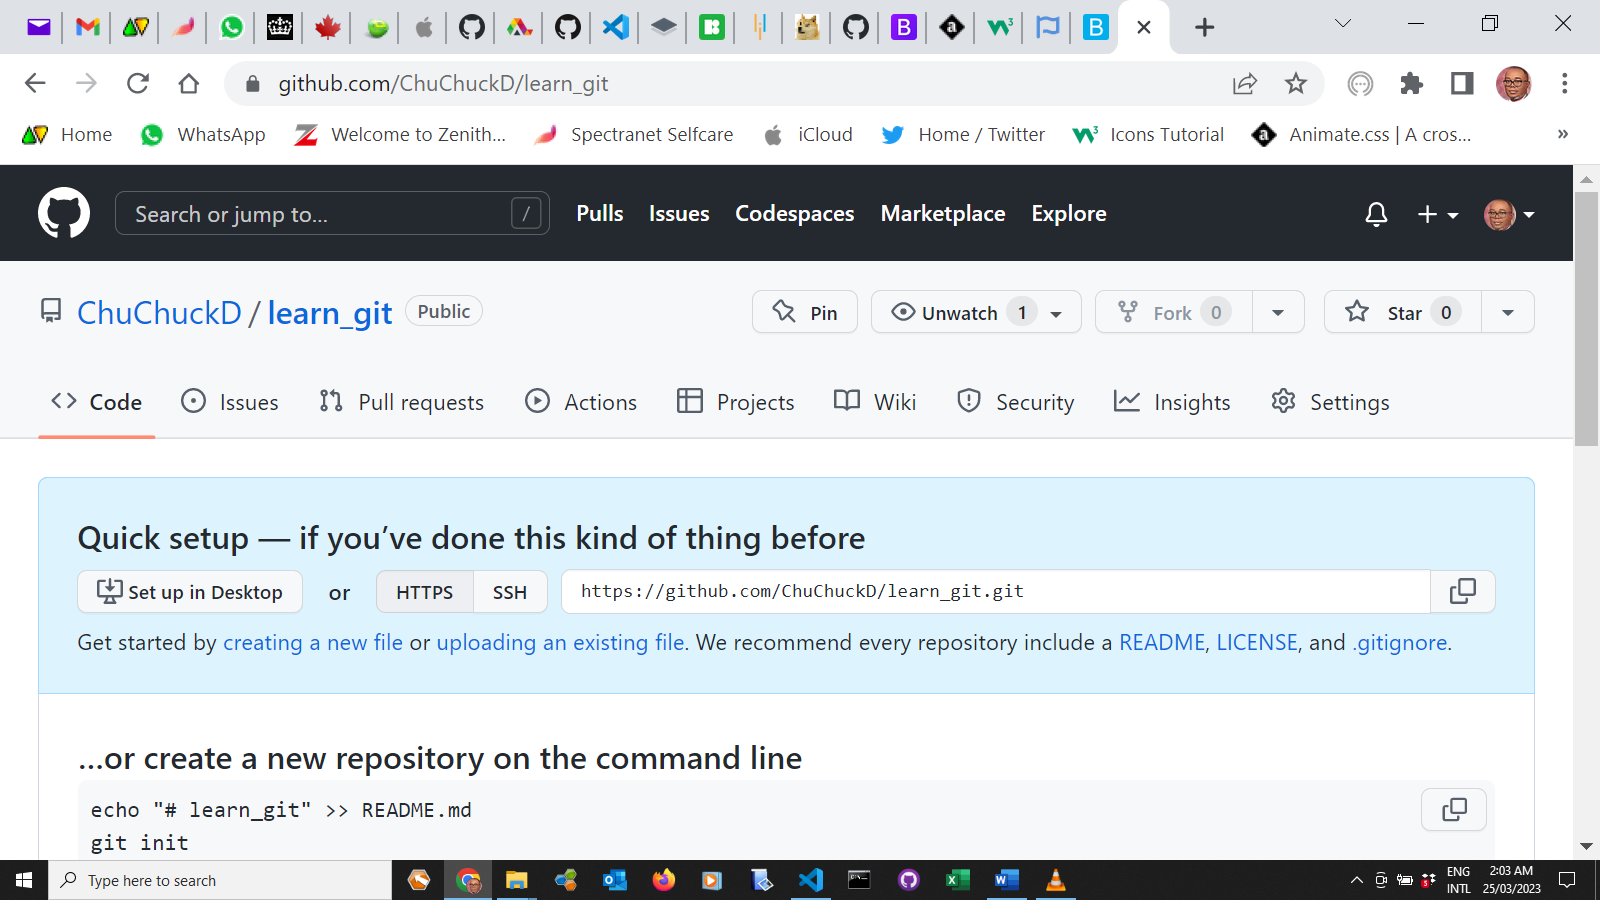 github.com/ChuChuckD/learn_git
Home WhatsApp Welcome to Zenith... Spectranet Selfcare iCloud Home / Twitter Icons Tutorial Animate.css | A cros... »
Search or jump to... / Pulls Issues Codespaces Marketplace Explore
ChuChuckD / learn_git Public Pin Unwatch 1 Fork 0 Star 0
Code Issues Pull requests Actions Projects Wiki Security Insights Settings
Quick setup — if you’ve done this kind of thing before
Set up in Desktop or HTTPS SSH https://github.com/ChuChuckD/learn_git.git
Get started by creating a new file or uploading an existing file. We recommend every repository include a README, LICENSE, and .gitignore.
...or create a new repository on the command line
echo "# learn_git" >> README.md
git init
Type here to search ENG 2:03 AM
INTL 25/03/2023